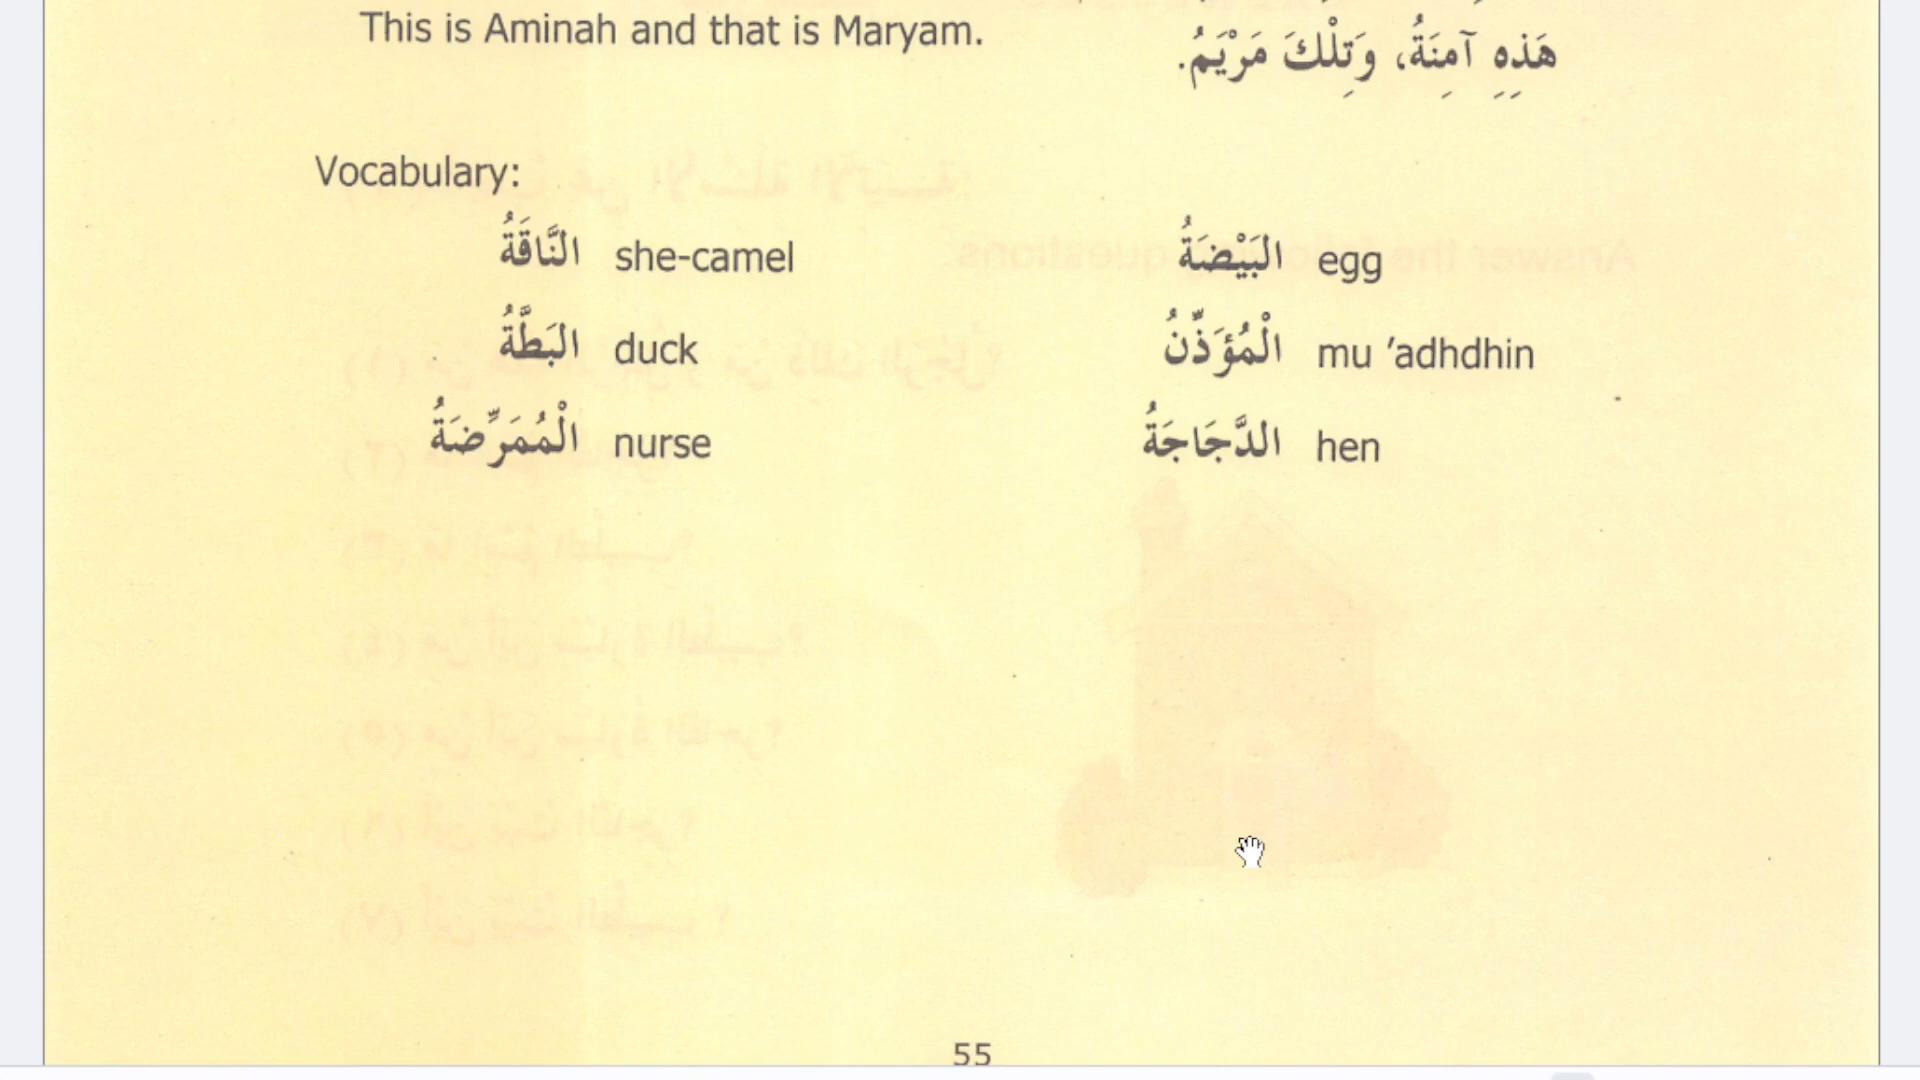 This is Aminah and that is Maryam. هَذِهِ آمِنَةُ، وَتِلْكَ مَرْيَمُ.
Vocabulary:
النَّاقَةُ she-camel البَيْضَةُ egg
البَطَّةُ duck الْمُؤَذِّنُ mu ’adhdhin
الْمُمَرِّضَةُ nurse الدَّجَاجَةُ hen
55